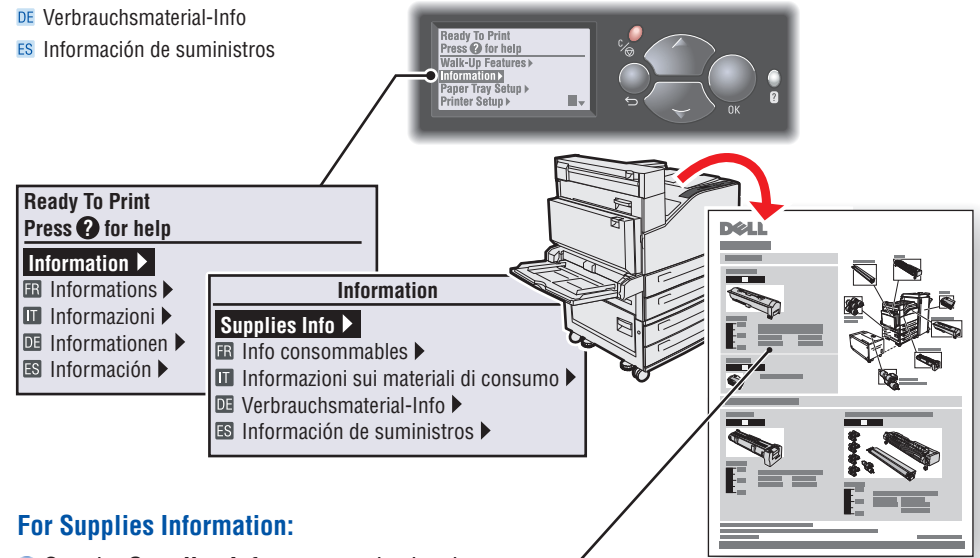 DE Verbrauchsmaterial-Info
ES Información de suministros
Ready To Print
Press ? for help
Walk-Up Features
Information
Paper Tray Setup
Printer Setup
C/
OK
?
Ready To Print
Press ? for help
Information
FR Informations
IT Informazioni
DE Informationen
ES Información
Information
Supplies Info
FR Info consommables
IT Informazioni sui materiali di consumo
DE Verbrauchsmaterial-Info
ES Información de suministros
DELL
For Supplies Information: